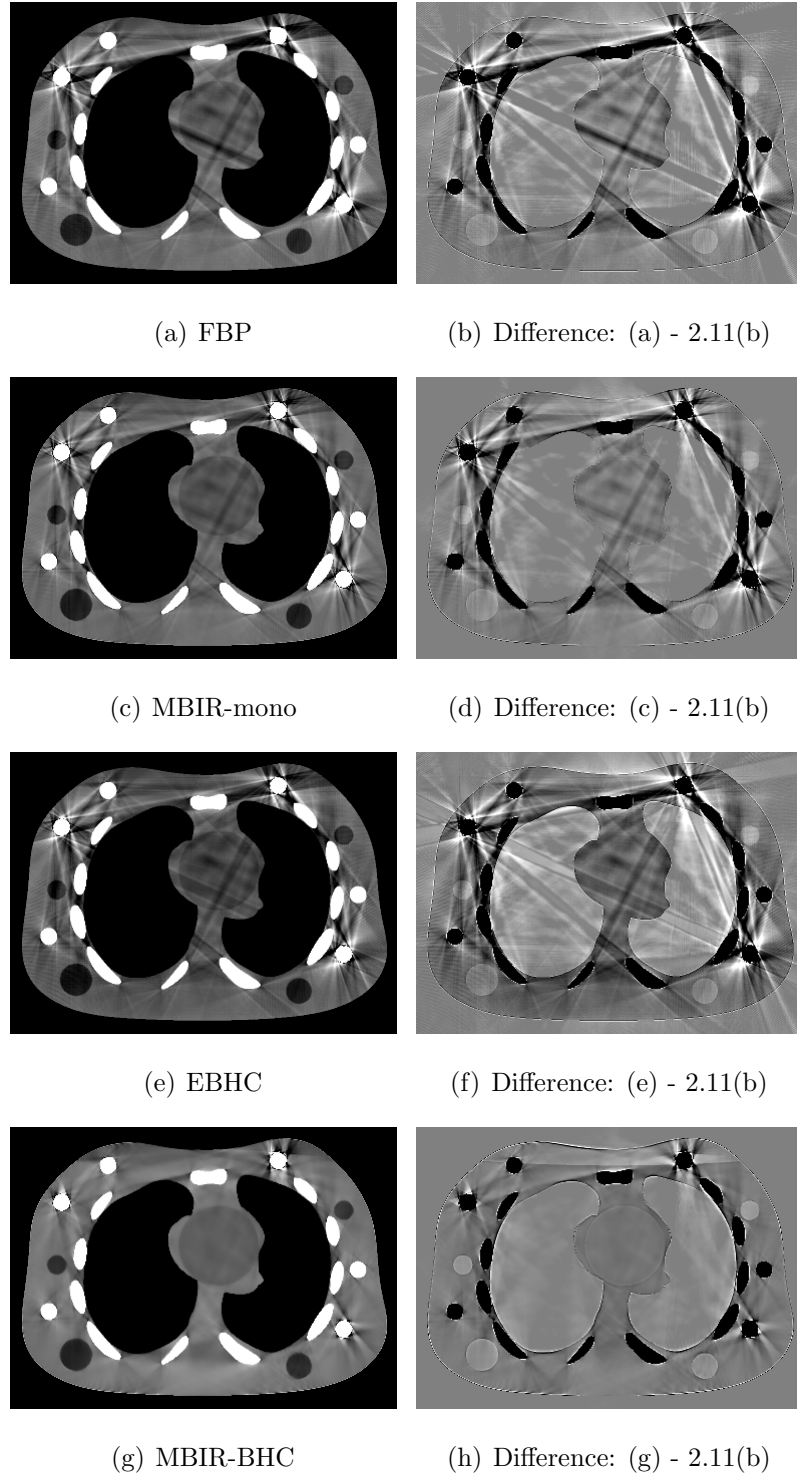 (a) FBP
(b) Difference: (a) - 2.11(b)
(c) MBIR-mono
(d) Difference: (c) - 2.11(b)
(e) EBHC
(f) Difference: (e) - 2.11(b)
(g) MBIR-BHC
(h) Difference: (g) - 2.11(b)